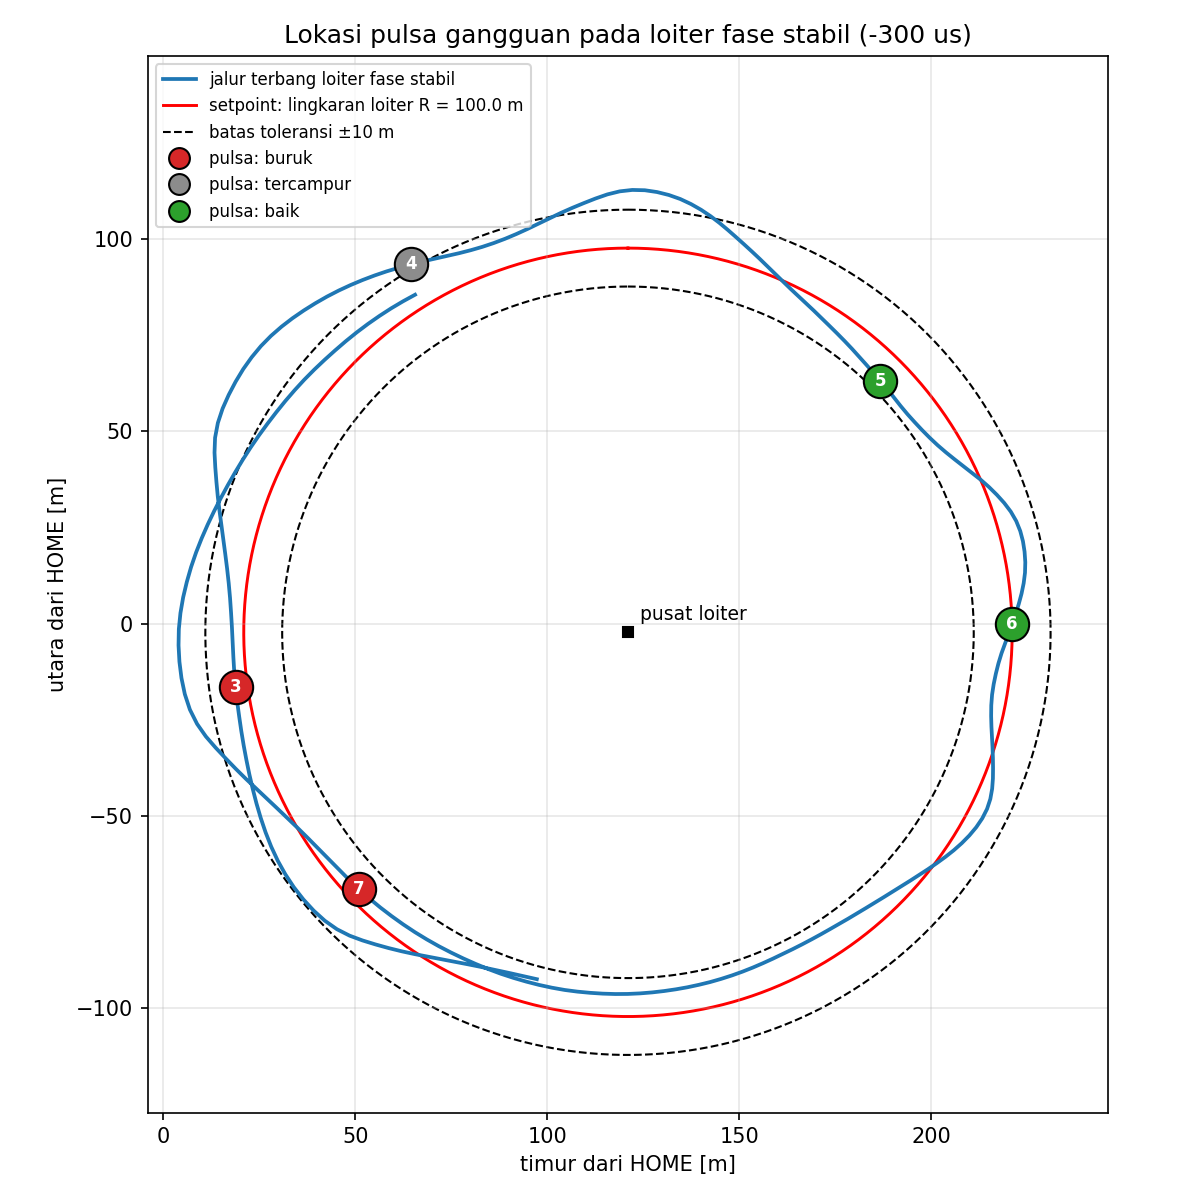 Lokasi pulsa gangguan pada loiter fase stabil (-300 us)
jalur terbang loiter fase stabil
setpoint: lingkaran loiter R = 100.0 m
batas toleransi ±10 m
pulsa: buruk
pulsa: tercampur
pulsa: baik
4
5
6
3
7
pusat loiter
100
50
0
−50
−100
utara dari HOME [m]
0
50
100
150
200
timur dari HOME [m]